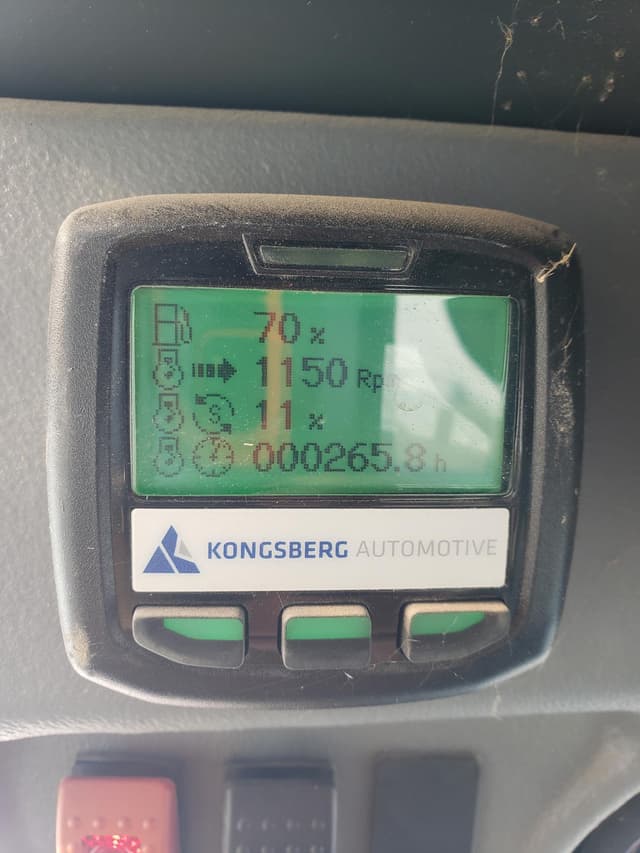 70 %
1150 Rpm
11 %
000265.8 h
KONGSBERG AUTOMOTIVE